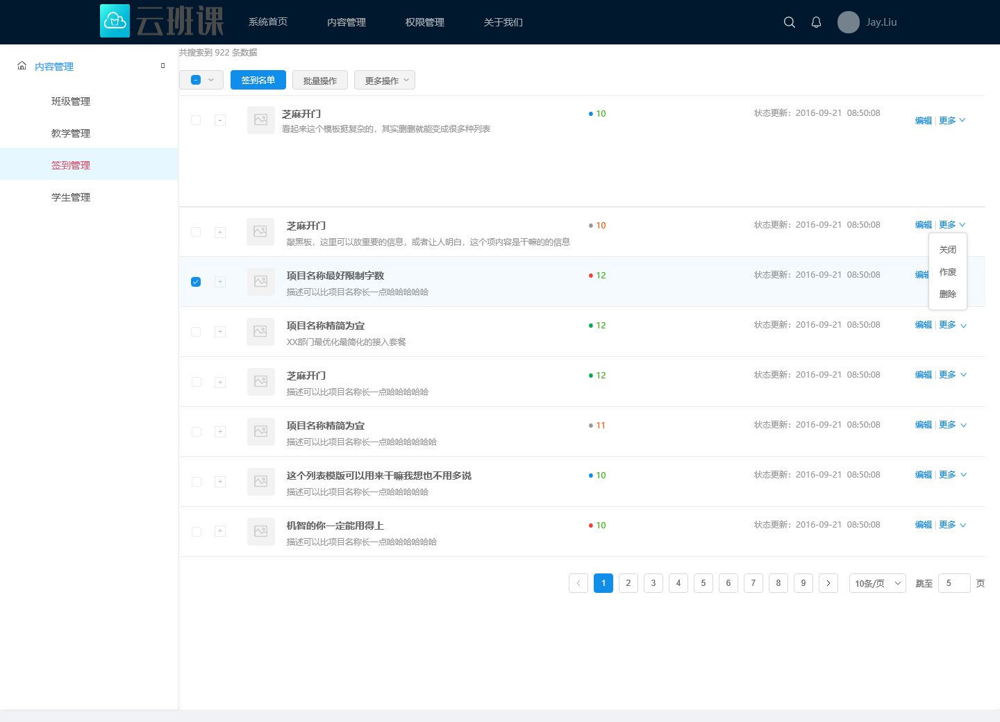 云班课 系统首页 内容管理 权限管理 关于我们 Jay.Liu
内容管理
班级管理
教学管理
签到管理
学生管理
共搜索到 922 条数据
签到名单 批量操作 更多操作
芝麻开门 10 状态更新：2016-09-21 08:50:08 编辑 | 更多
看起来这个模板挺复杂的，其实删删就能变成很多种列表
芝麻开门 10 状态更新：2016-09-21 08:50:08 编辑 | 更多
敲黑板，这里可以放重要的信息，或者让人明白，这个项内容是干嘛的的信息
关闭
作废
删除
项目名称最好限制字数 12 状态更新：2016-09-21 08:50:08 编辑
描述可以比项目名称长一点哈哈哈哈哈
项目名称精简为宜 12 状态更新：2016-09-21 08:50:08 编辑 | 更多
XX部门最优化最简化的接入套餐
芝麻开门 12 状态更新：2016-09-21 08:50:08 编辑 | 更多
描述可以比项目名称长一点哈哈哈哈哈
项目名称精简为宜 11 状态更新：2016-09-21 08:50:08 编辑 | 更多
描述可以比项目名称长一点哈哈哈哈哈哈
这个列表模版可以用来干嘛我想也不用多说 10 状态更新：2016-09-21 08:50:08 编辑 | 更多
描述可以比项目名称长一点哈哈哈哈哈
机智的你一定能用得上 10 状态更新：2016-09-21 08:50:08 编辑 | 更多
描述可以比项目名称长一点哈哈哈哈哈哈
1 2 3 4 5 6 7 8 9 10条/页 跳至 5 页